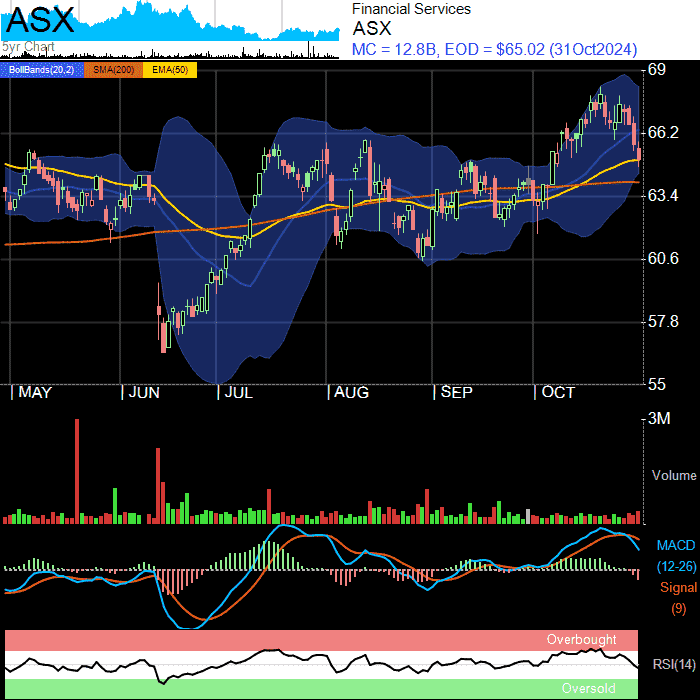 ASX
5yr Chart
Financial Services
ASX
MC = 12.8B, EOD = $65.02 (31Oct2024)
BollBands(20,2) SMA(200) EMA(50)
69
66.2
63.4
60.6
57.8
55
MAY JUN JUL AUG SEP OCT
3M
Volume
MACD
(12-26)
Signal
(9)
Overbought
RSI(14)
Oversold